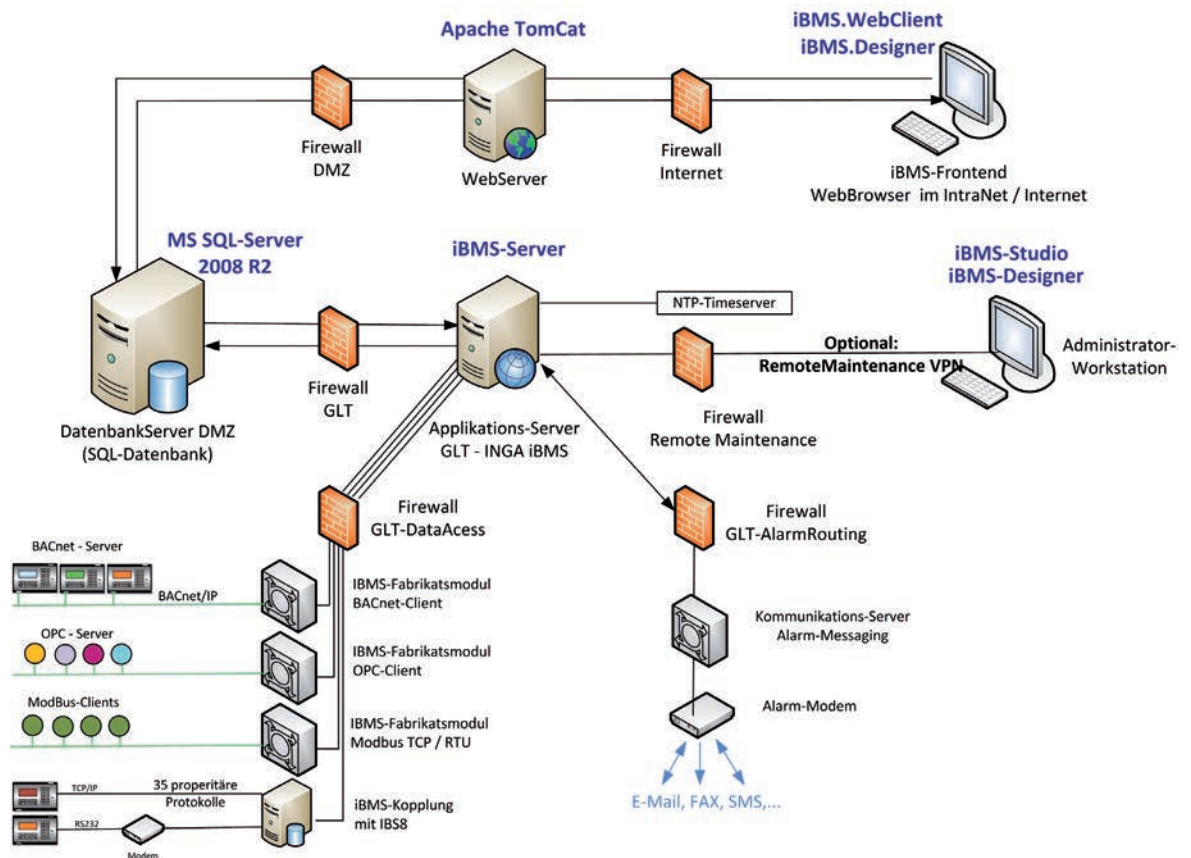 Apache TomCat
iBMS.WebClient
iBMS.Designer
Firewall
DMZ
WebServer
Firewall
Internet
iBMS-Frontend
WebBrowser im IntraNet / Internet
MS SQL-Server
2008 R2
iBMS-Server
iBMS-Studio
iBMS-Designer
NTP-Timeserver
Optional:
RemoteMaintenance VPN
Administrator-
Workstation
Firewall
GLT
Firewall
Remote Maintenance
DatenbankServer DMZ
(SQL-Datenbank)
Applikations-Server
GLT - INGA iBMS
Firewall
GLT-DataAcess
Firewall
GLT-AlarmRouting
BACnet - Server
BACnet/IP
IBMS-Fabrikatsmodul
BACnet-Client
Kommunikations-Server
Alarm-Messaging
OPC - Server
IBMS-Fabrikatsmodul
OPC-Client
ModBus-Clients
IBMS-Fabrikatsmodul
Modbus TCP / RTU
Alarm-Modem
TCP/IP
35 properitäre
Protokolle
RS232
Modem
iBMS-Kopplung
mit IBS8
E-Mail, FAX, SMS,...